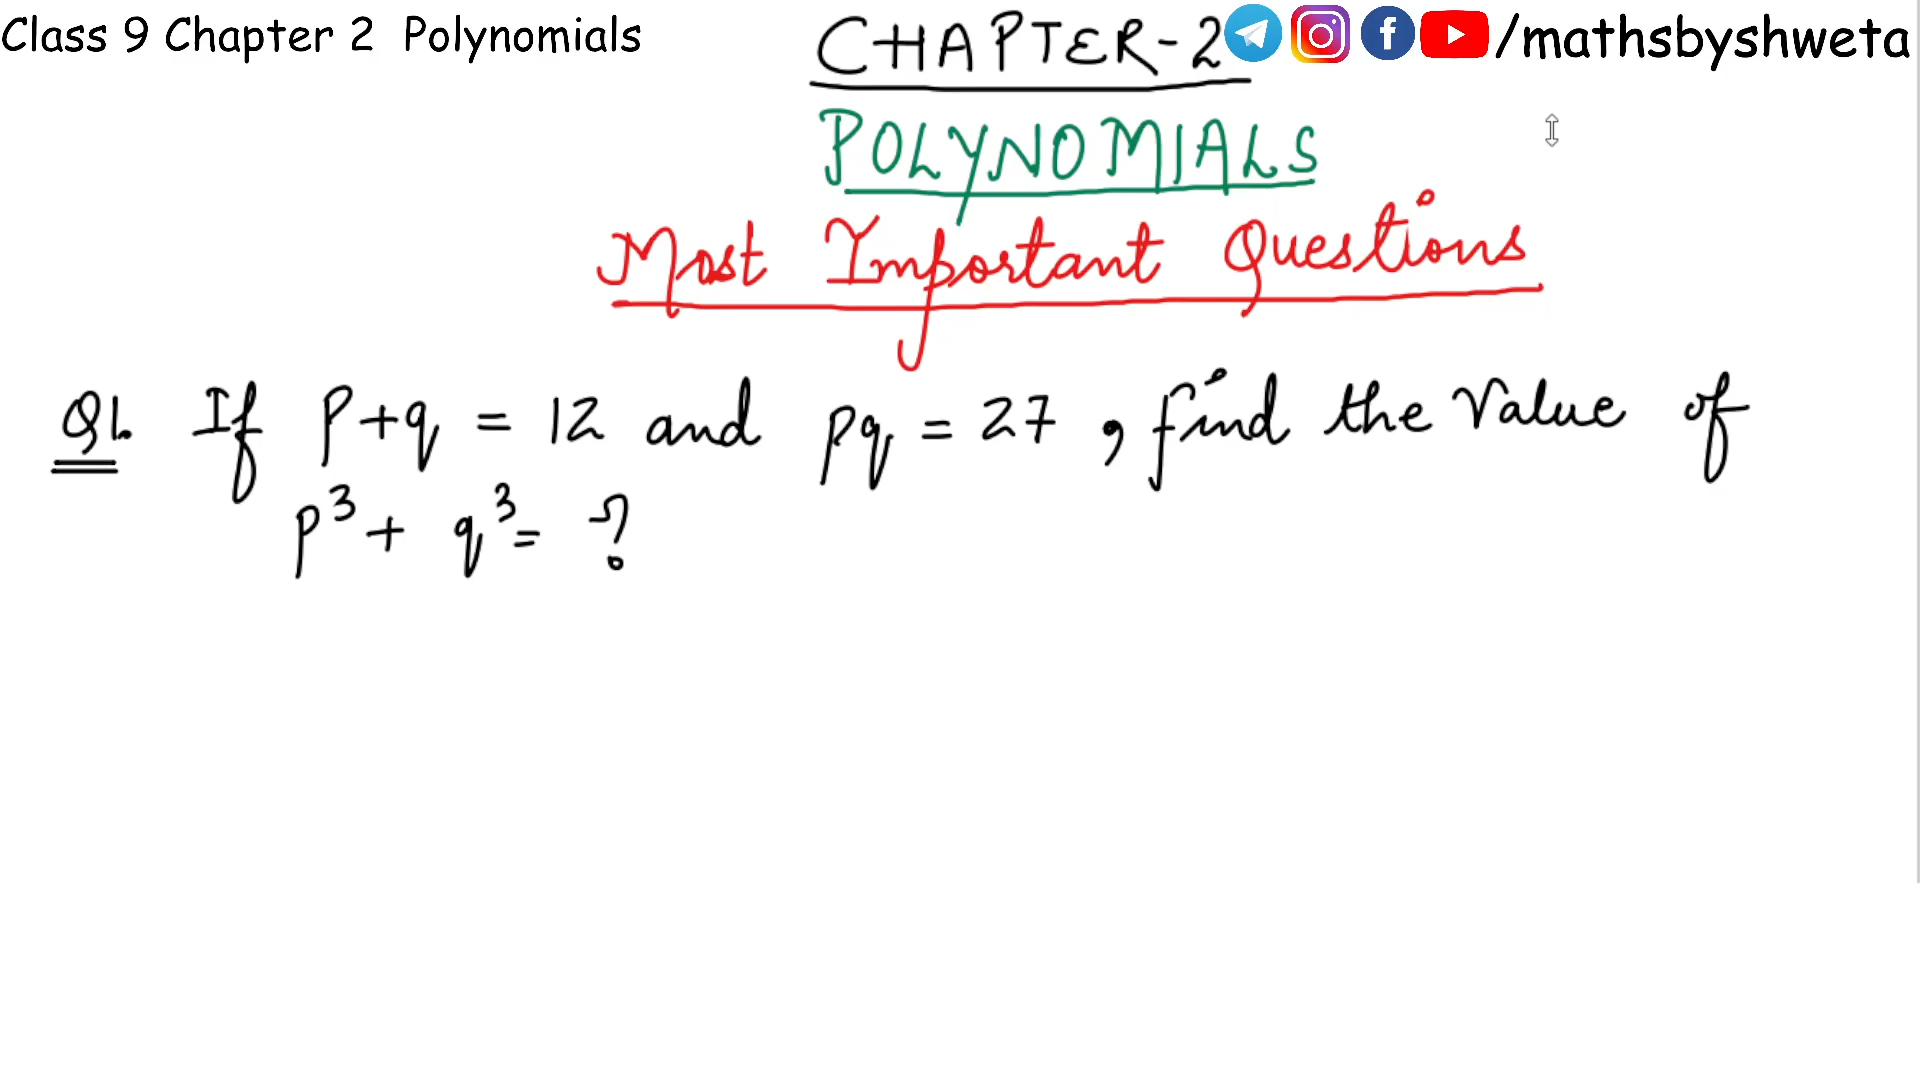 Class 9 Chapter 2 Polynomials
CHAPTER-2
/mathsbyshweta
POLYNOMIALS
Most Important Questions
Q1. If p+q = 12 and pq = 27, find the value of
p³ + q³ = ?